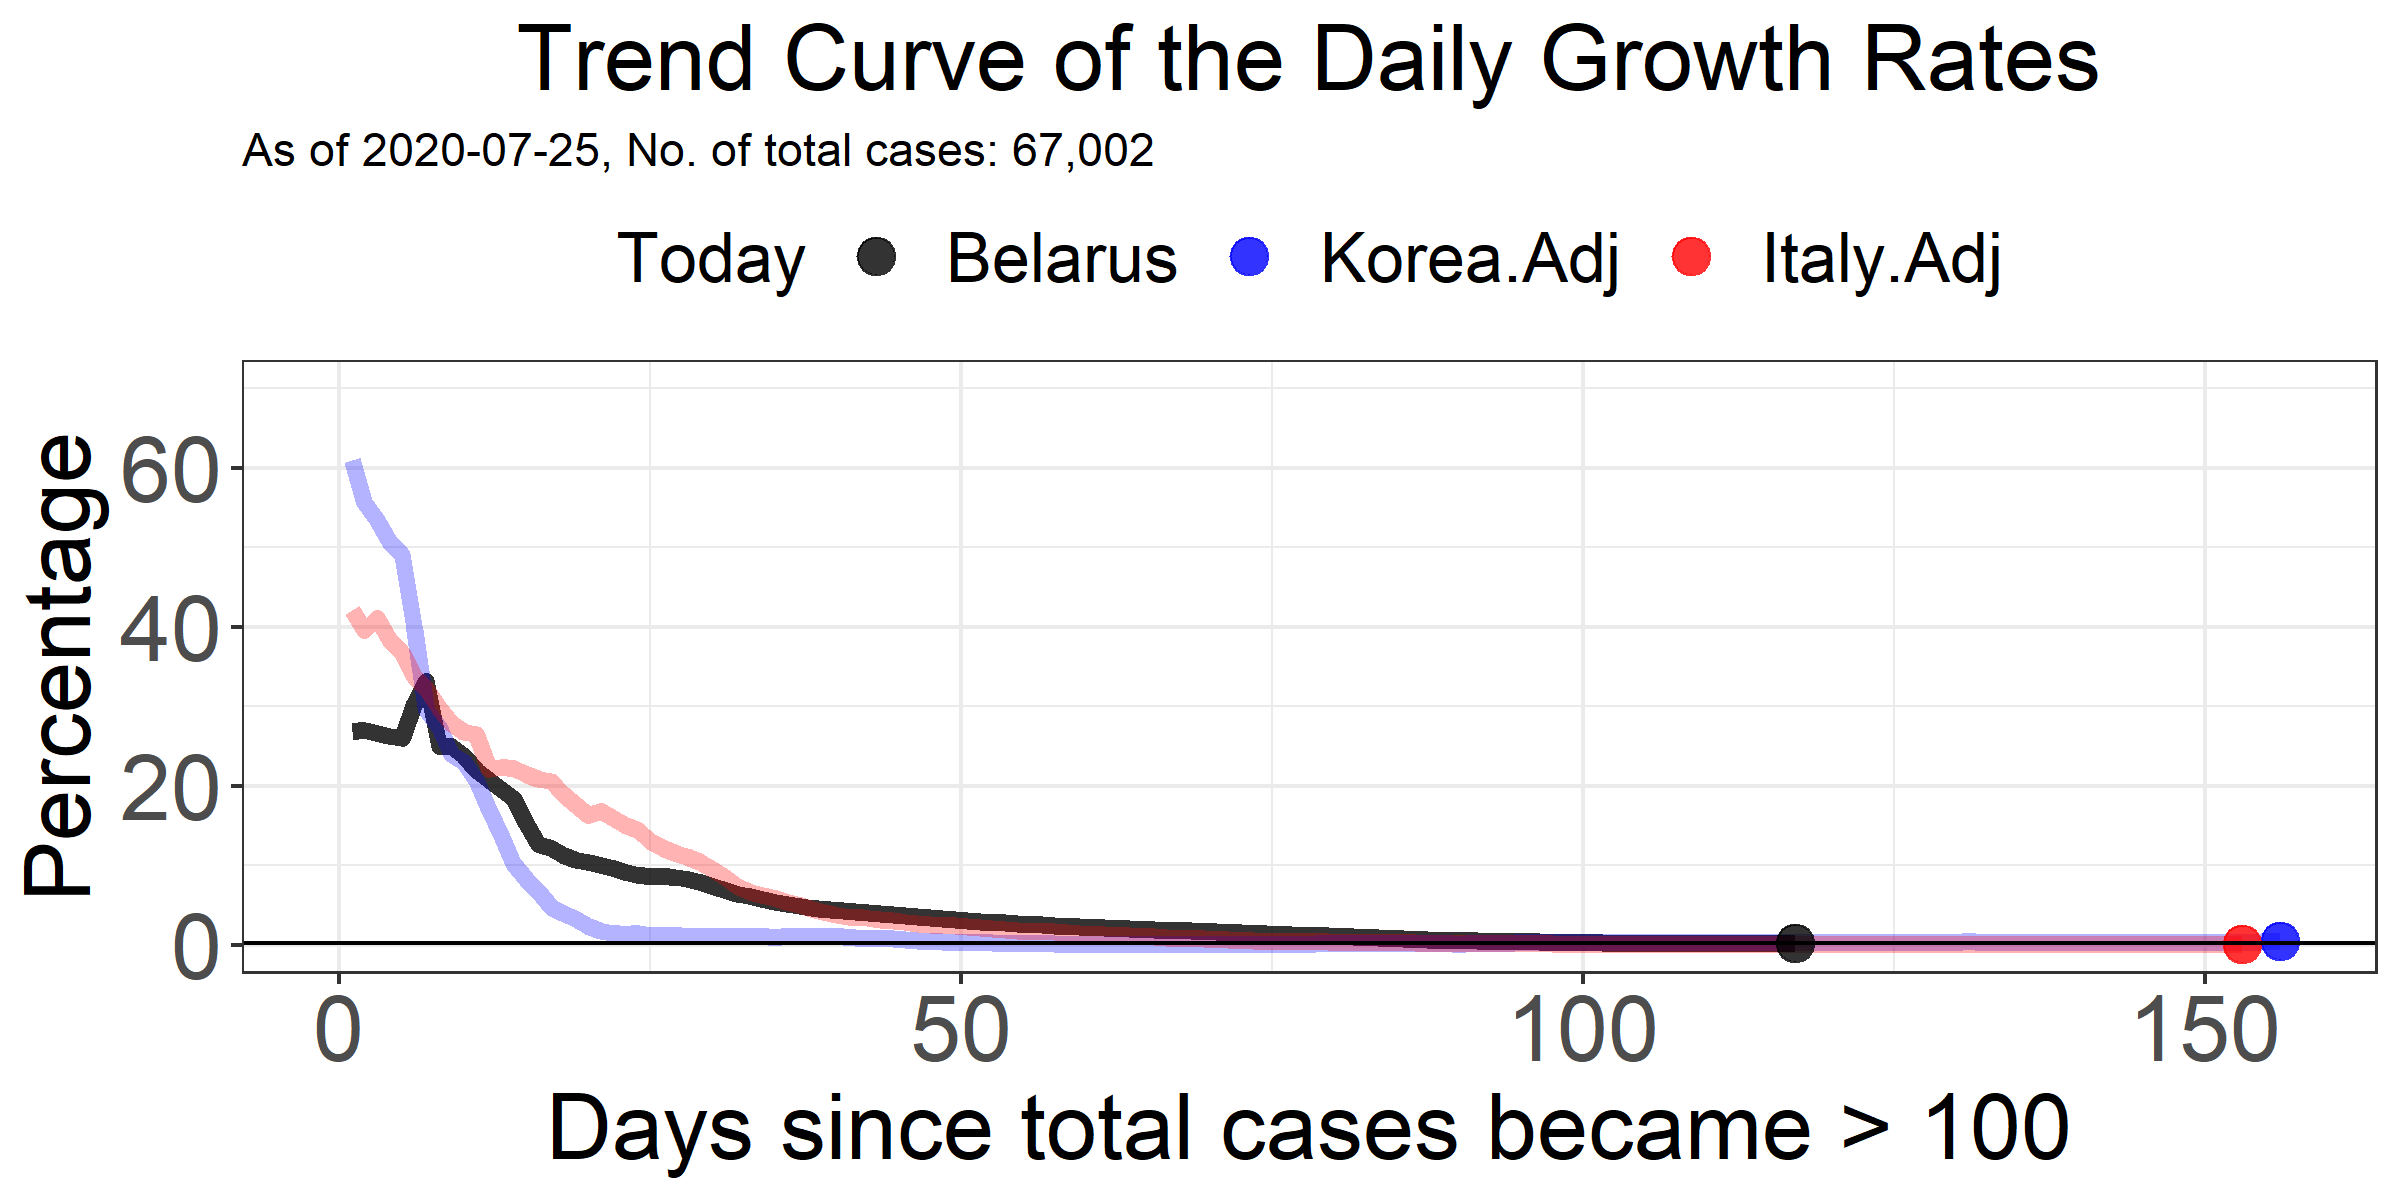 Trend Curve of the Daily Growth Rates
As of 2020-07-25, No. of total cases: 67,002
Today Belarus Korea.Adj Italy.Adj
Percentage
60
40
20
0
0 50 100 150
Days since total cases became > 100